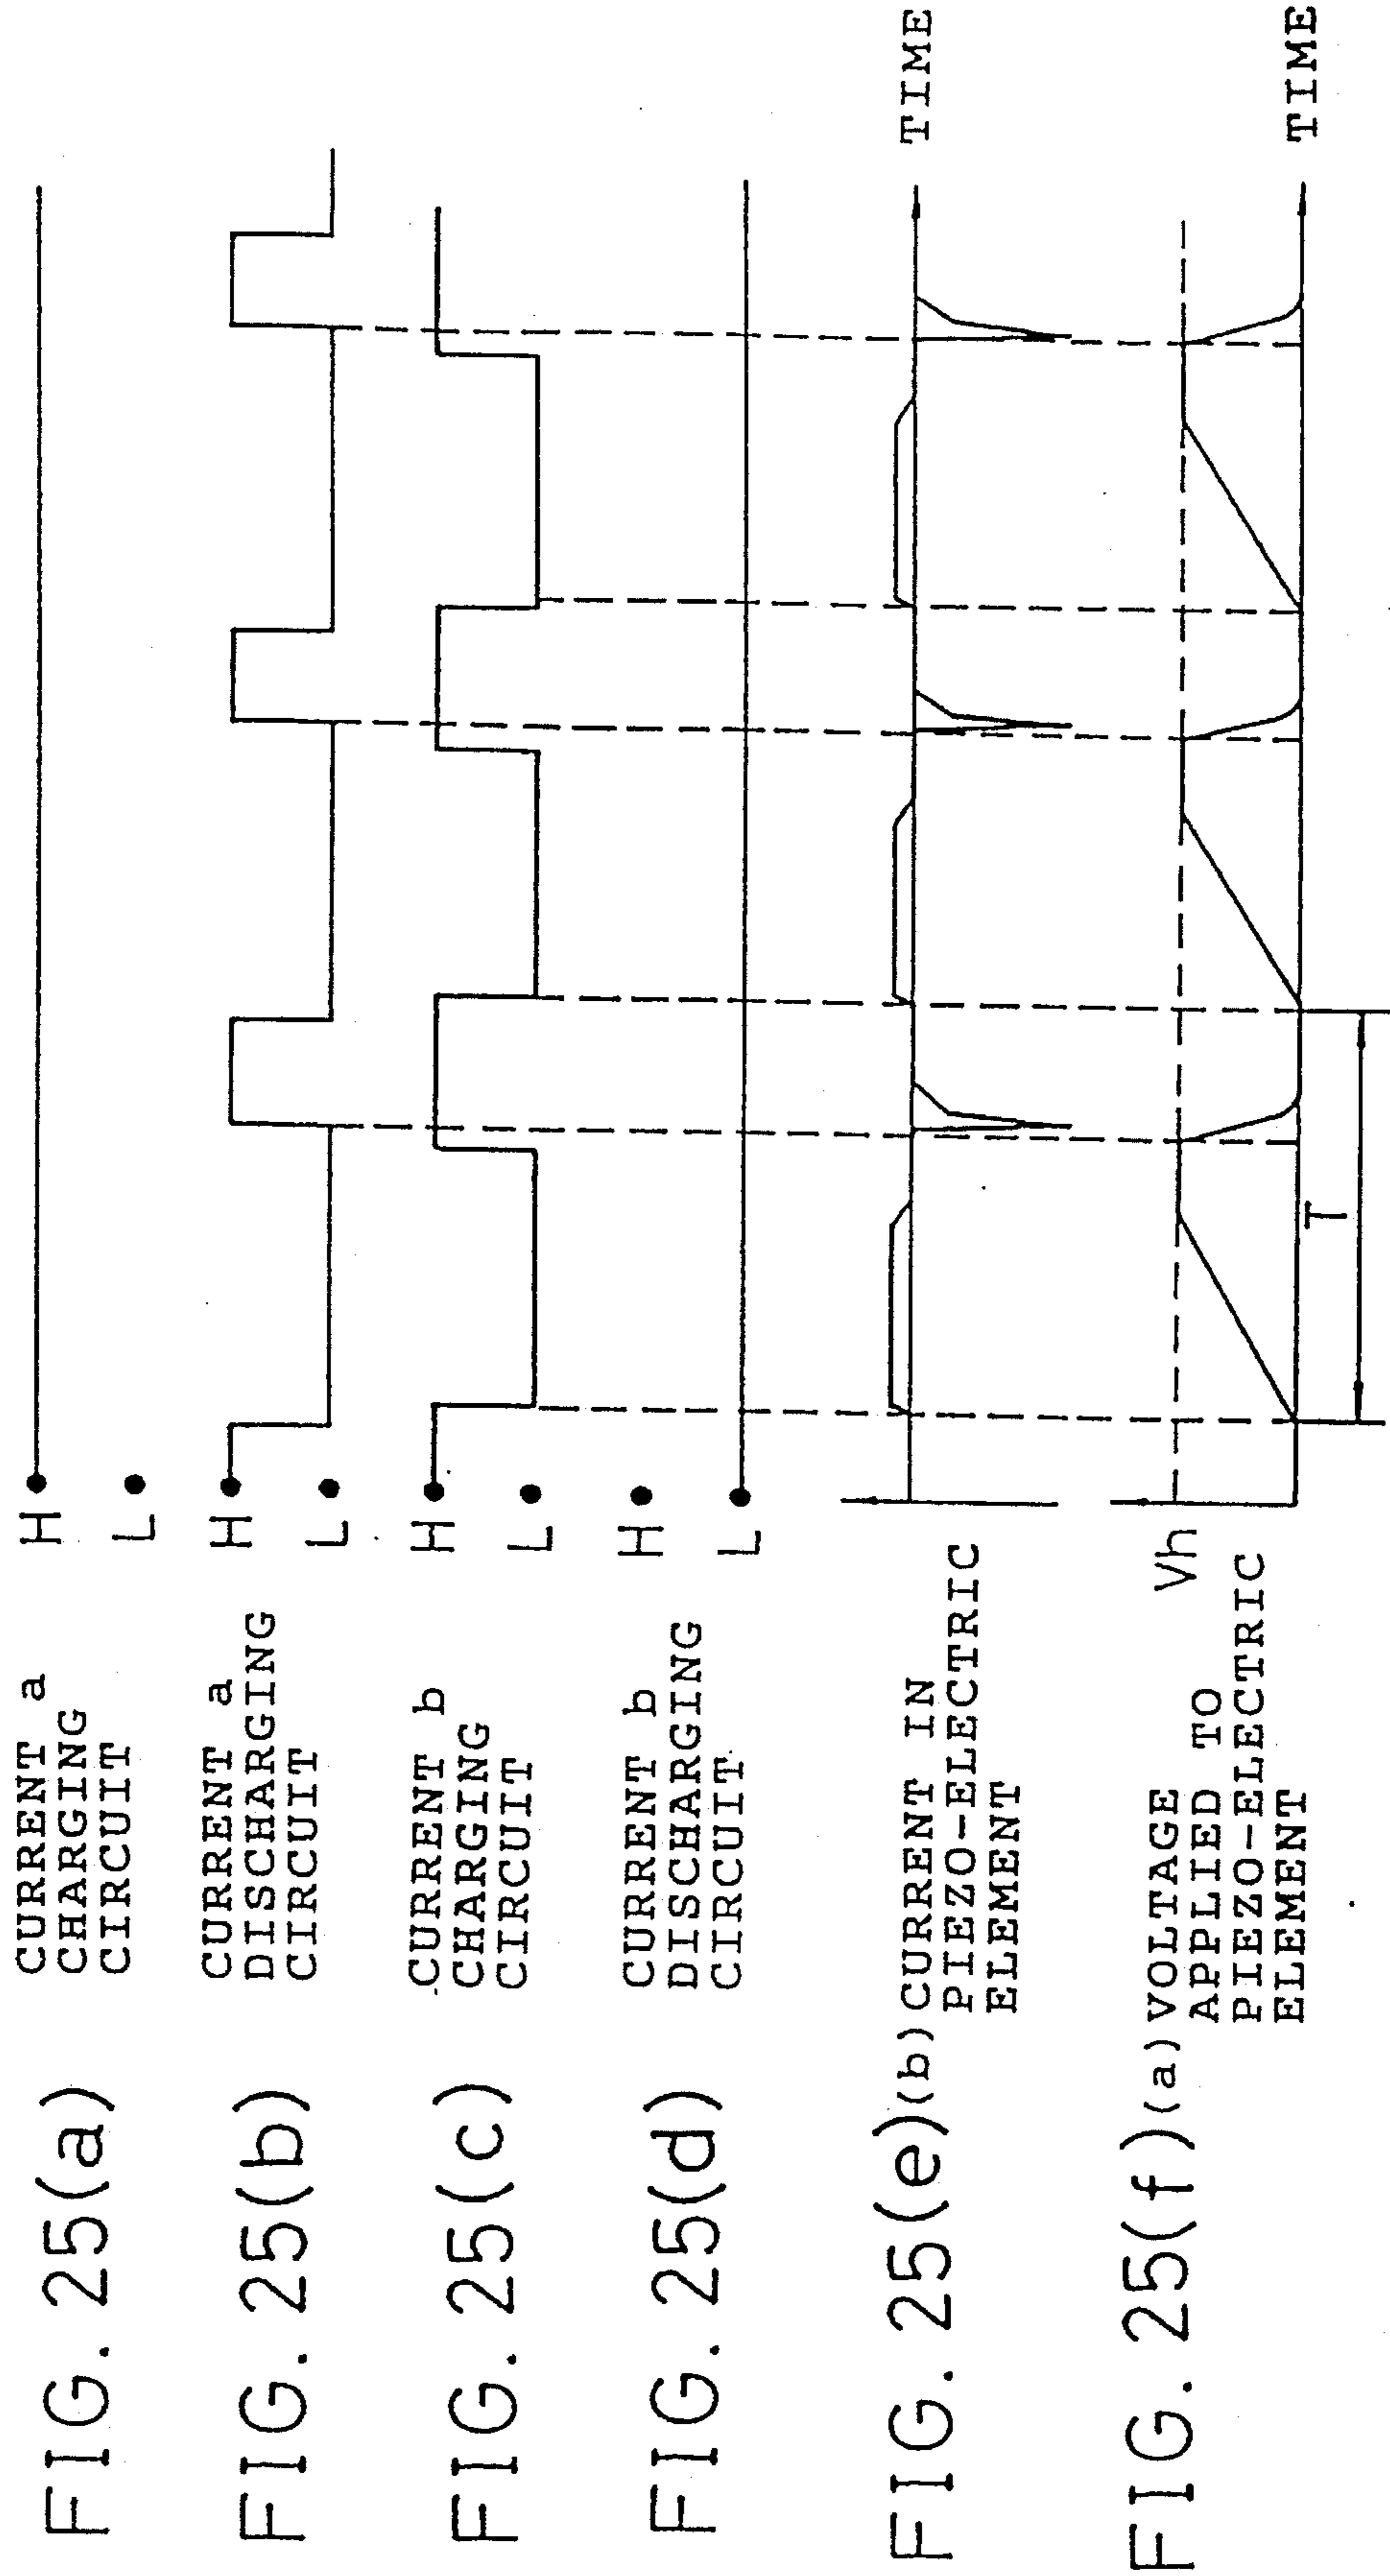 FIG. 25(a)
CURRENT a
CHARGING
CIRCUIT
H
L
FIG. 25(b)
CURRENT a
DISCHARGING
CIRCUIT
H
L
FIG. 25(c)
CURRENT b
CHARGING
CIRCUIT
H
L
FIG. 25(d)
CURRENT b
DISCHARGING
CIRCUIT
H
L
FIG. 25(e)
(b) CURRENT IN
PIEZO-ELECTRIC
ELEMENT
TIME
FIG. 25(f)
(a) VOLTAGE
APPLIED TO
PIEZO-ELECTRIC
ELEMENT
Vh
TIME
T